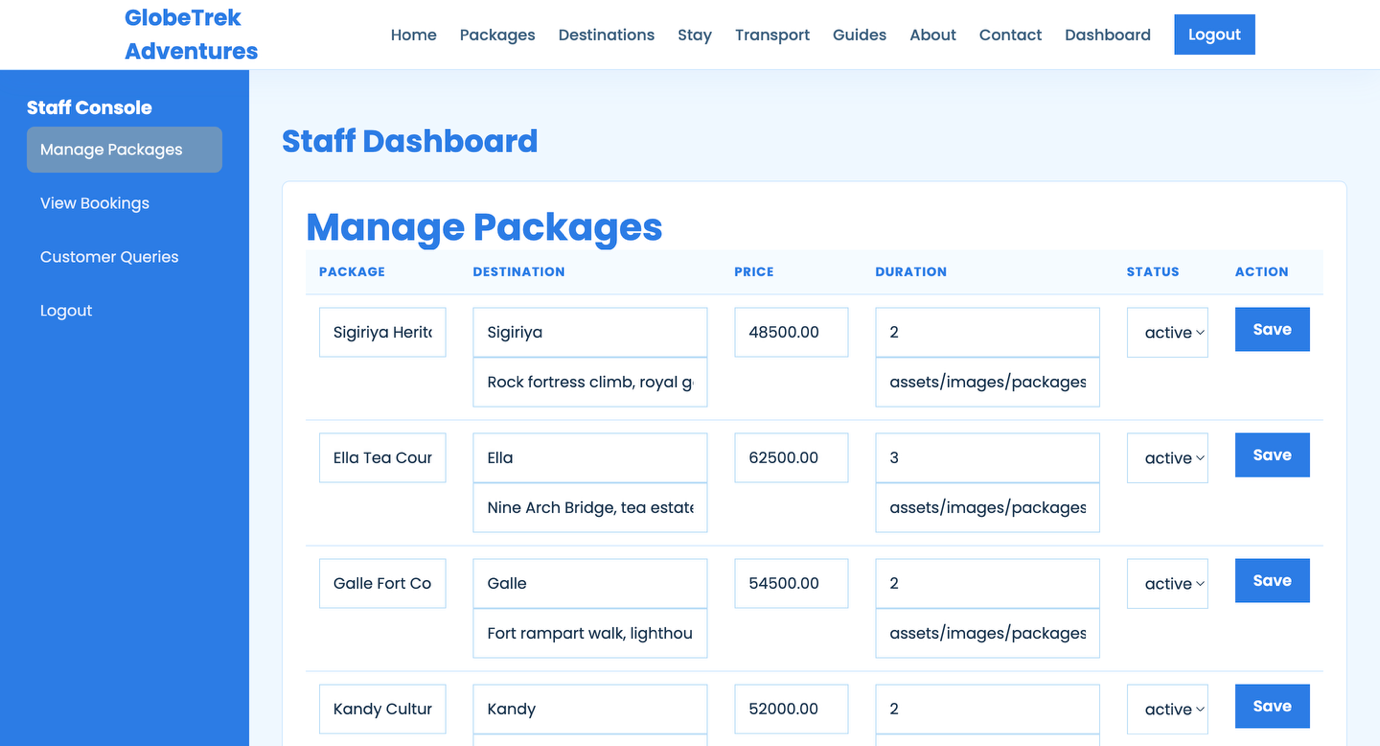 GlobeTrek
Adventures
Home Packages Destinations Stay Transport Guides About Contact Dashboard Logout
Staff Console
Manage Packages
View Bookings
Customer Queries
Logout
Staff Dashboard
Manage Packages
PACKAGE DESTINATION PRICE DURATION STATUS ACTION
Sigiriya Herita Sigiriya 48500.00 2 active Save
Rock fortress climb, royal g assets/images/packages
Ella Tea Cour Ella 62500.00 3 active Save
Nine Arch Bridge, tea estate assets/images/packages
Galle Fort Co Galle 54500.00 2 active Save
Fort rampart walk, lighthou assets/images/packages
Kandy Cultur Kandy 52000.00 2 active Save